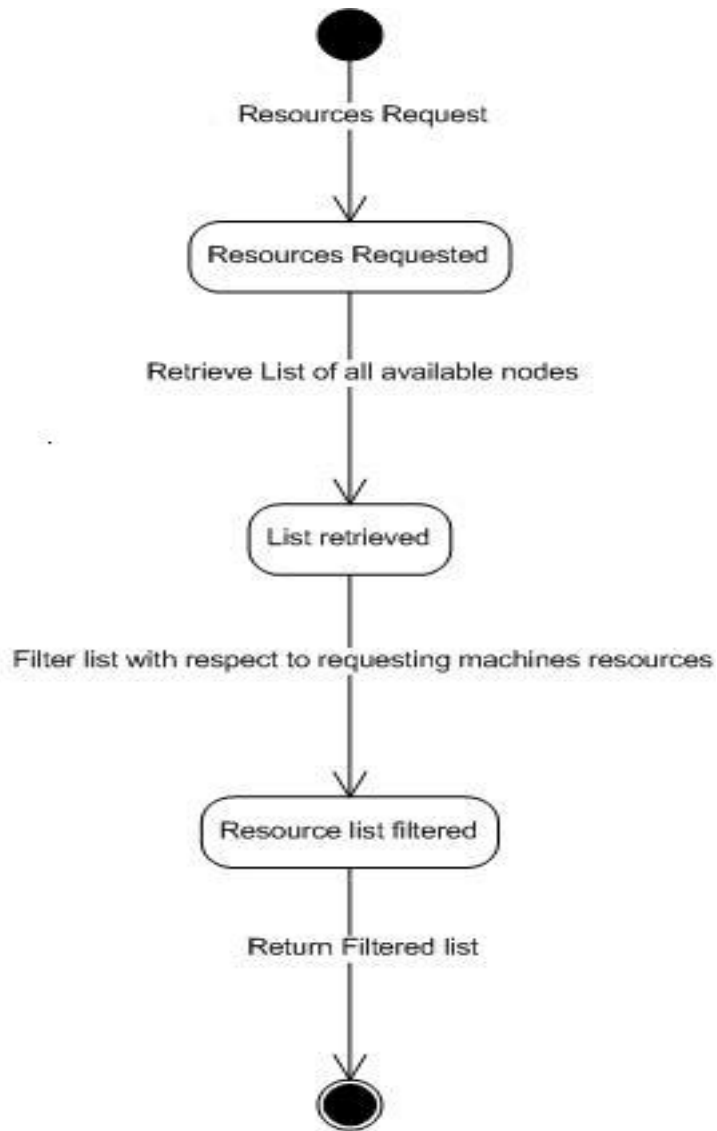 Resources Request
Resources Requested
Retrieve List of all available nodes
List retrieved
Filter list with respect to requesting machines resources
Resource list filtered
Return Filtered list